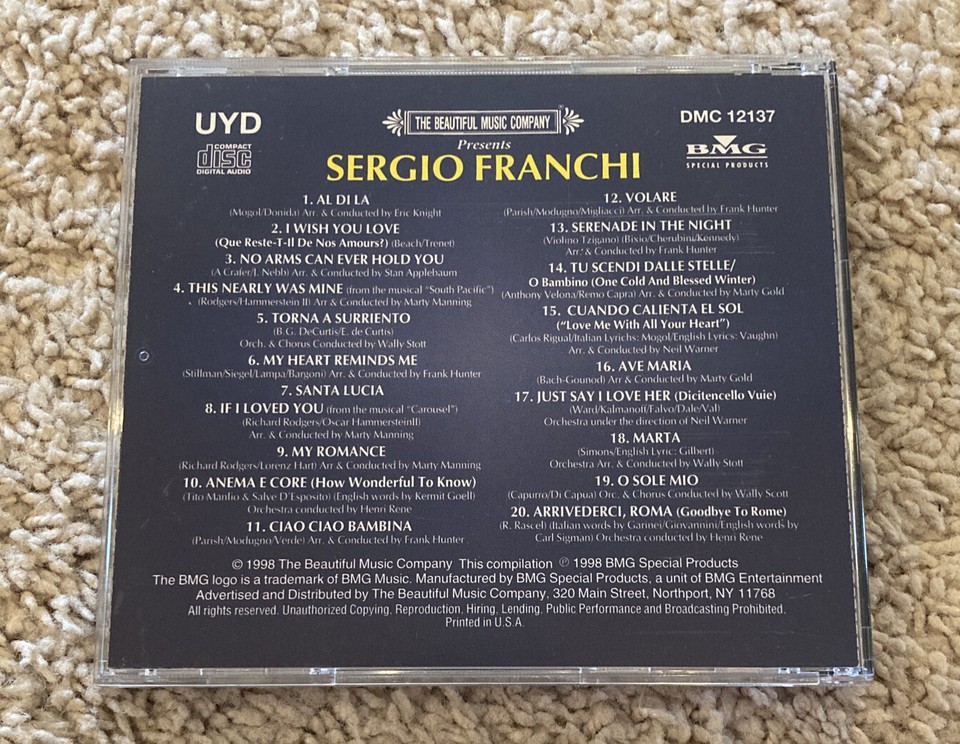 UYD
COMPACT
disc
DIGITAL AUDIO
THE BEAUTIFUL MUSIC COMPANY
Presents
SERGIO FRANCHI
DMC 12137
BMG
SPECIAL PRODUCTS
1. AL DI LA
(Mogol/Donida) Arr. & Conducted by Eric Knight
2. I WISH YOU LOVE
(Que Reste-T-Il De Nos Amours?) (Beach/Trenet)
3. NO ARMS CAN EVER HOLD YOU
(A Crafer/J. Nebb) Arr. & Conducted by Stan Applebaum
4. THIS NEARLY WAS MINE (from the musical "South Pacific")
(Rodgers/Hammerstein II) Arr & Conducted by Marty Manning
5. TORNA A SURRIENTO
(B.G. DeCurtis/E. de Curtis)
Orch. & Chorus Conducted by Wally Stott
6. MY HEART REMINDS ME
(Stillman/Siegel/Lampa/Bargoni) Arr. & Conducted by Frank Hunter
7. SANTA LUCIA
8. IF I LOVED YOU (from the musical "Carousel")
(Richard Rodgers/Oscar HammersteinII)
Arr. & Conducted by Marty Manning
9. MY ROMANCE
(Richard Rodgers/Lorenz Hart) Arr & Conducted by Marty Manning
10. ANEMA E CORE (How Wonderful To Know)
(Tito Manlio & Salve D'Esposito) (English words by Kermit Goell)
Orchestra conducted by Henri Rene
11. CIAO CIAO BAMBINA
(Parish/Modugno/Verde) Arr. & Conducted by Frank Hunter
12. VOLARE
(Parish/Modugno/Migliacci) Arr. & Conducted by Frank Hunter
13. SERENADE IN THE NIGHT
(Violino Tzigano) (Bixio/Cherubini/Kennedy)
Arr. & Conducted by Frank Hunter
14. TU SCENDI DALLE STELLE/
O Bambino (One Cold And Blessed Winter)
(Anthony Velona/Remo Capra) Arr. & Conducted by Marty Gold
15. CUANDO CALIENTA EL SOL
("Love Me With All Your Heart")
(Carlos Rigual/Italian Lyrichs: Mogol/English Lyrics: Vaughn)
Arr. & Conducted by Neil Warner
16. AVE MARIA
(Bach-Gounod) Arr & Conducted by Marty Gold
17. JUST SAY I LOVE HER (Dicitencello Vuie)
(Ward/Kalmanoff/Falvo/Dale/Val)
Orchestra under the direction of Neil Warner
18. MARTA
(Simons/English Lyric: Gilbert)
Orchestra Arr. & Conducted by Wally Stott
19. O SOLE MIO
(Capurro/Di Capua) Orc. & Chorus Conducted by Wally Scott
20. ARRIVEDERCI, ROMA (Goodbye To Rome)
(R. Rascel) (Italian words by Garinei/Giovannini/English words by
Carl Sigman) Orchestra conducted by Henri Rene
© 1998 The Beautiful Music Company This compilation ℗ 1998 BMG Special Products
The BMG logo is a trademark of BMG Music. Manufactured by BMG Special Products, a unit of BMG Entertainment
Advertised and Distributed by The Beautiful Music Company, 320 Main Street, Northport, NY 11768
All rights reserved. Unauthorized Copying, Reproduction, Hiring, Lending, Public Performance and Broadcasting Prohibited.
Printed in U.S.A.